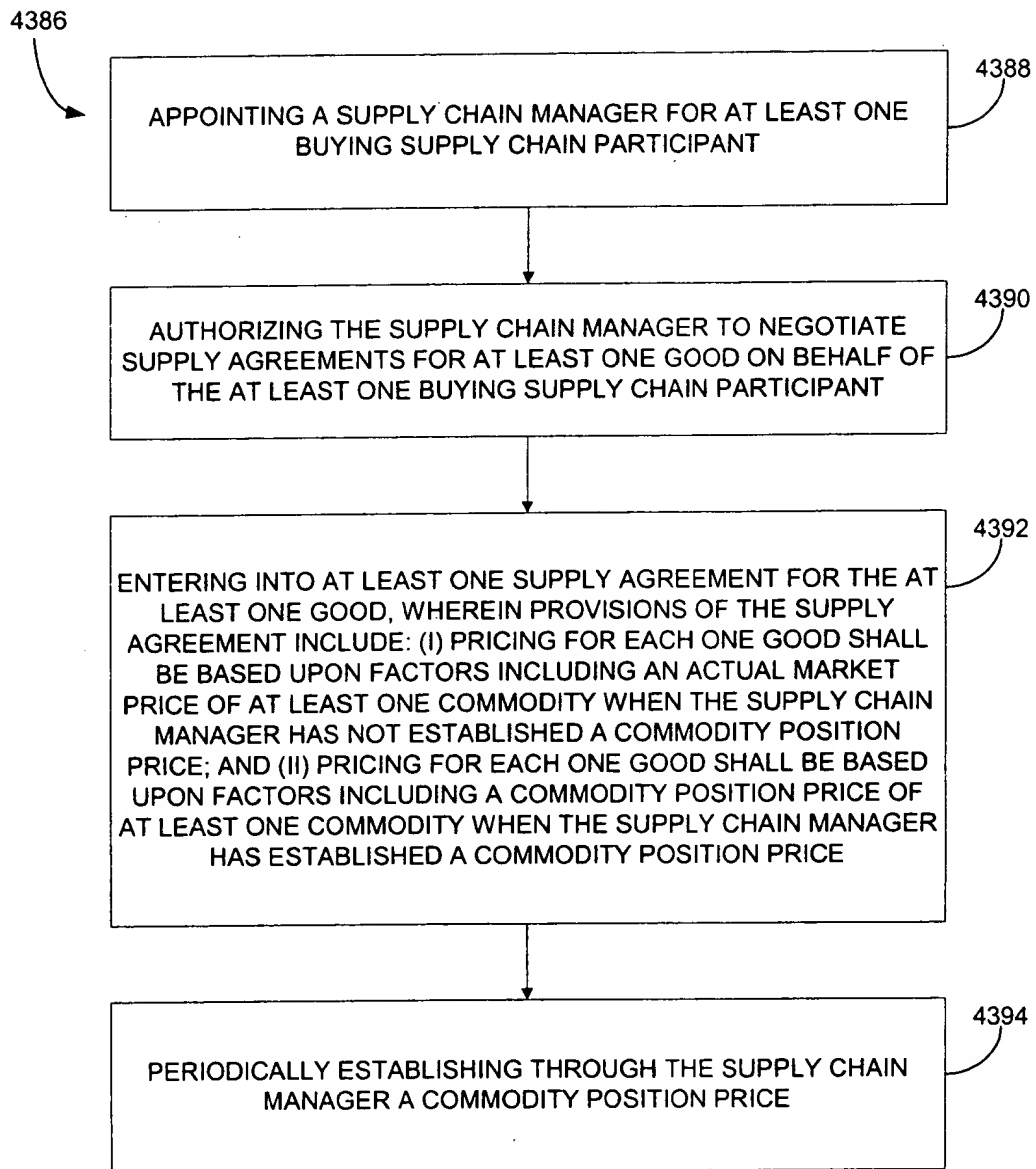 4386
4388
APPOINTING A SUPPLY CHAIN MANAGER FOR AT LEAST ONE
BUYING SUPPLY CHAIN PARTICIPANT
4390
AUTHORIZING THE SUPPLY CHAIN MANAGER TO NEGOTIATE
SUPPLY AGREEMENTS FOR AT LEAST ONE GOOD ON BEHALF OF
THE AT LEAST ONE BUYING SUPPLY CHAIN PARTICIPANT
4392
ENTERING INTO AT LEAST ONE SUPPLY AGREEMENT FOR THE AT
LEAST ONE GOOD, WHEREIN PROVISIONS OF THE SUPPLY
AGREEMENT INCLUDE: (I) PRICING FOR EACH ONE GOOD SHALL
BE BASED UPON FACTORS INCLUDING AN ACTUAL MARKET
PRICE OF AT LEAST ONE COMMODITY WHEN THE SUPPLY CHAIN
MANAGER HAS NOT ESTABLISHED A COMMODITY POSITION
PRICE; AND (II) PRICING FOR EACH ONE GOOD SHALL BE BASED
UPON FACTORS INCLUDING A COMMODITY POSITION PRICE OF
AT LEAST ONE COMMODITY WHEN THE SUPPLY CHAIN MANAGER
HAS ESTABLISHED A COMMODITY POSITION PRICE
4394
PERIODICALLY ESTABLISHING THROUGH THE SUPPLY CHAIN
MANAGER A COMMODITY POSITION PRICE